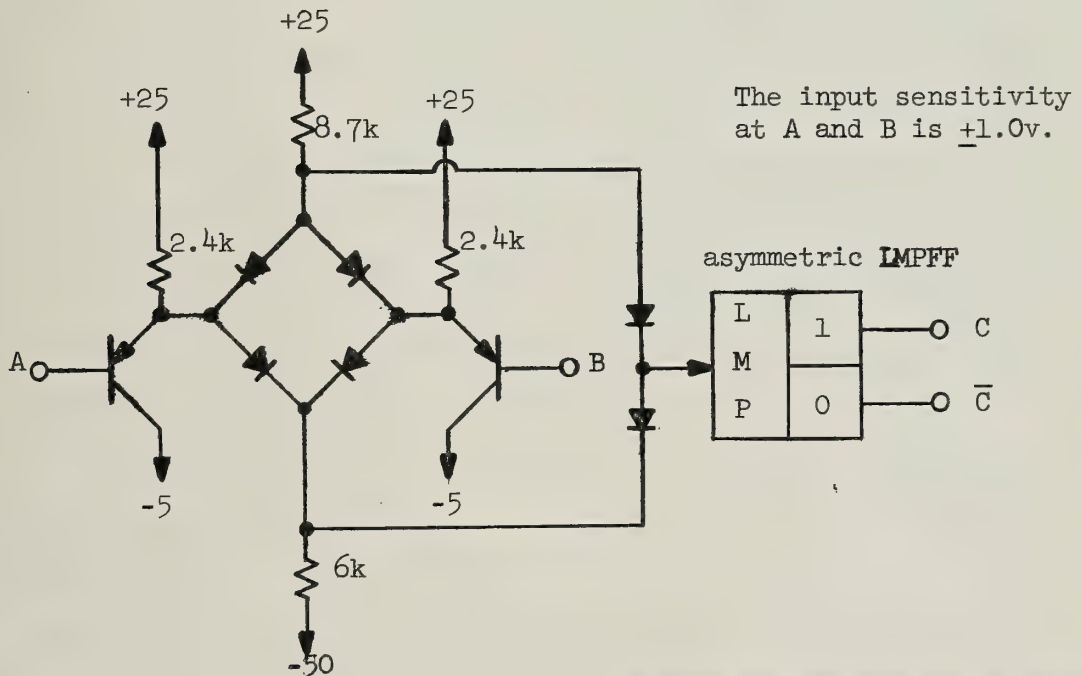 +25
+25
+25
The input sensitivity
at A and B is ±1.0v.
8.7k
2.4k
2.4k
asymmetric LMPFF
L
1
C
A
B
M
P
0
C̅
-5
-5
6k
-50